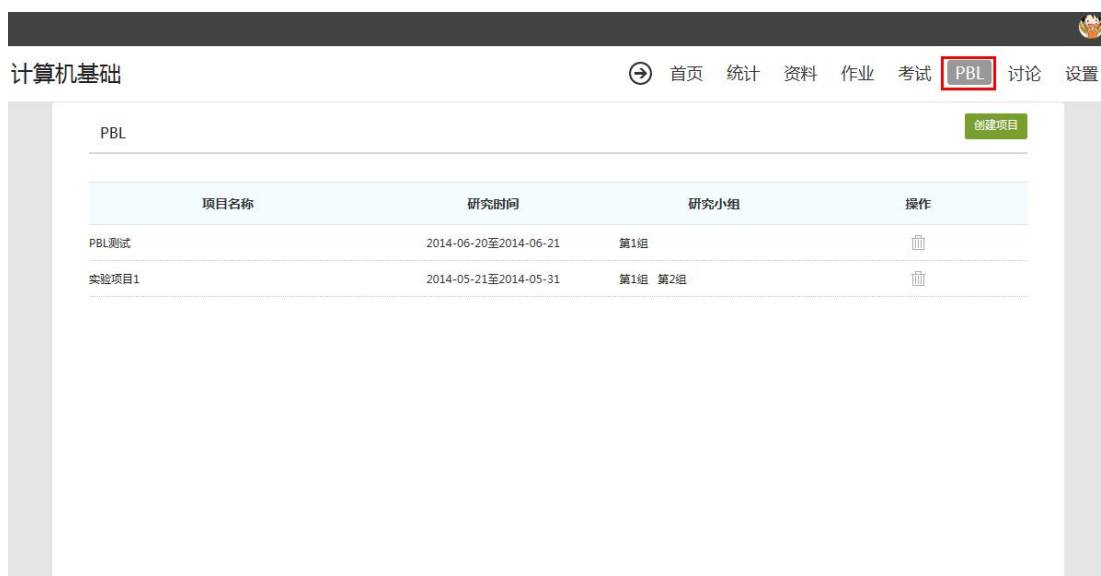 计算机基础 首页 统计 资料 作业 考试 PBL 讨论 设置
PBL 创建项目
项目名称 研究时间 研究小组 操作
PBL测试 2014-06-20至2014-06-21 第1组
实验项目1 2014-05-21至2014-05-31 第1组 第2组